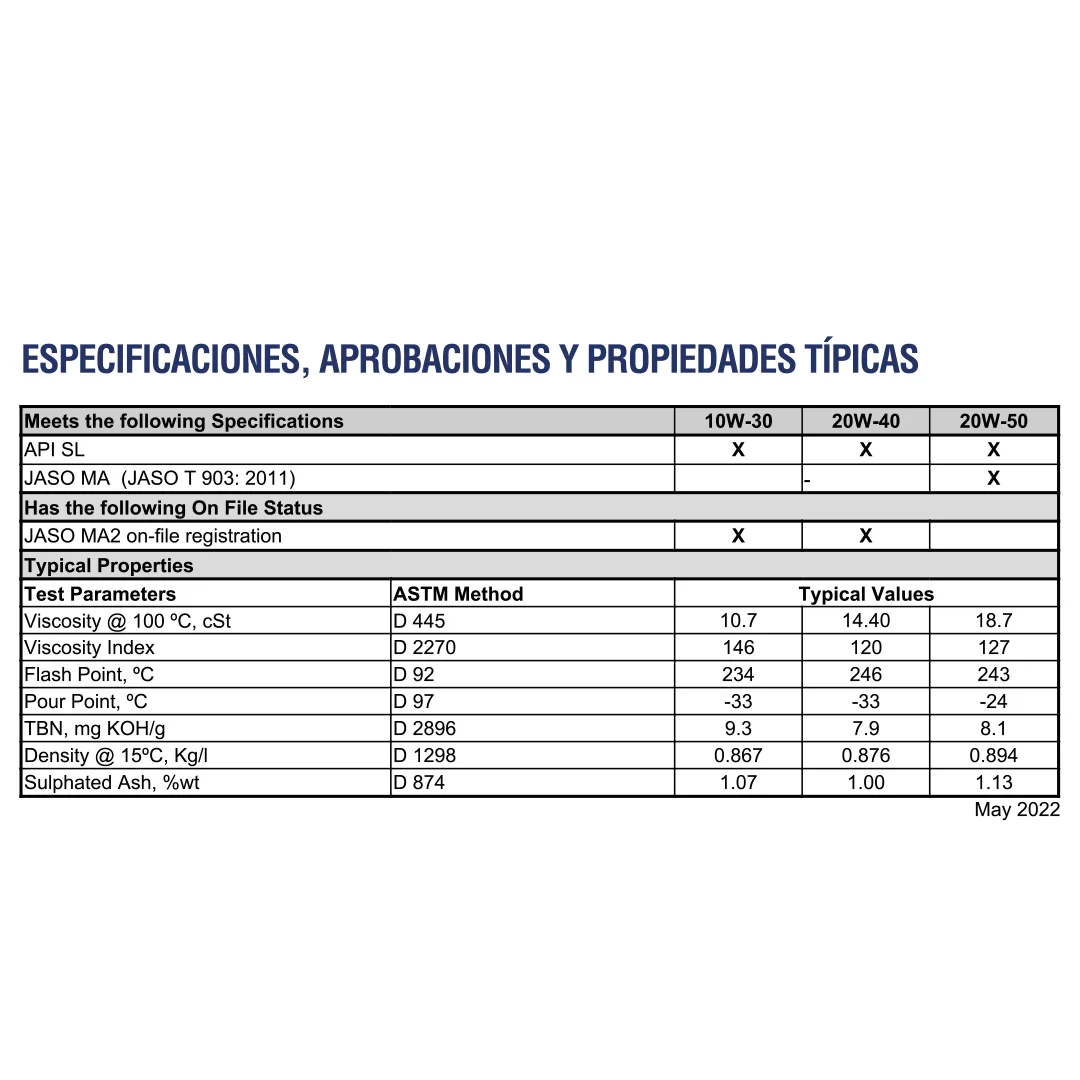 ESPECIFICACIONES, APROBACIONES Y PROPIEDADES TÍPICAS
Meets the following Specifications 10W-30 20W-40 20W-50
API SL X X X
JASO MA (JASO T 903: 2011) - X
Has the following On File Status
JASO MA2 on-file registration X X
Typical Properties
Test Parameters ASTM Method Typical Values
Viscosity @ 100 ºC, cSt D 445 10.7 14.40 18.7
Viscosity Index D 2270 146 120 127
Flash Point, ºC D 92 234 246 243
Pour Point, ºC D 97 -33 -33 -24
TBN, mg KOH/g D 2896 9.3 7.9 8.1
Density @ 15ºC, Kg/l D 1298 0.867 0.876 0.894
Sulphated Ash, %wt D 874 1.07 1.00 1.13
May 2022